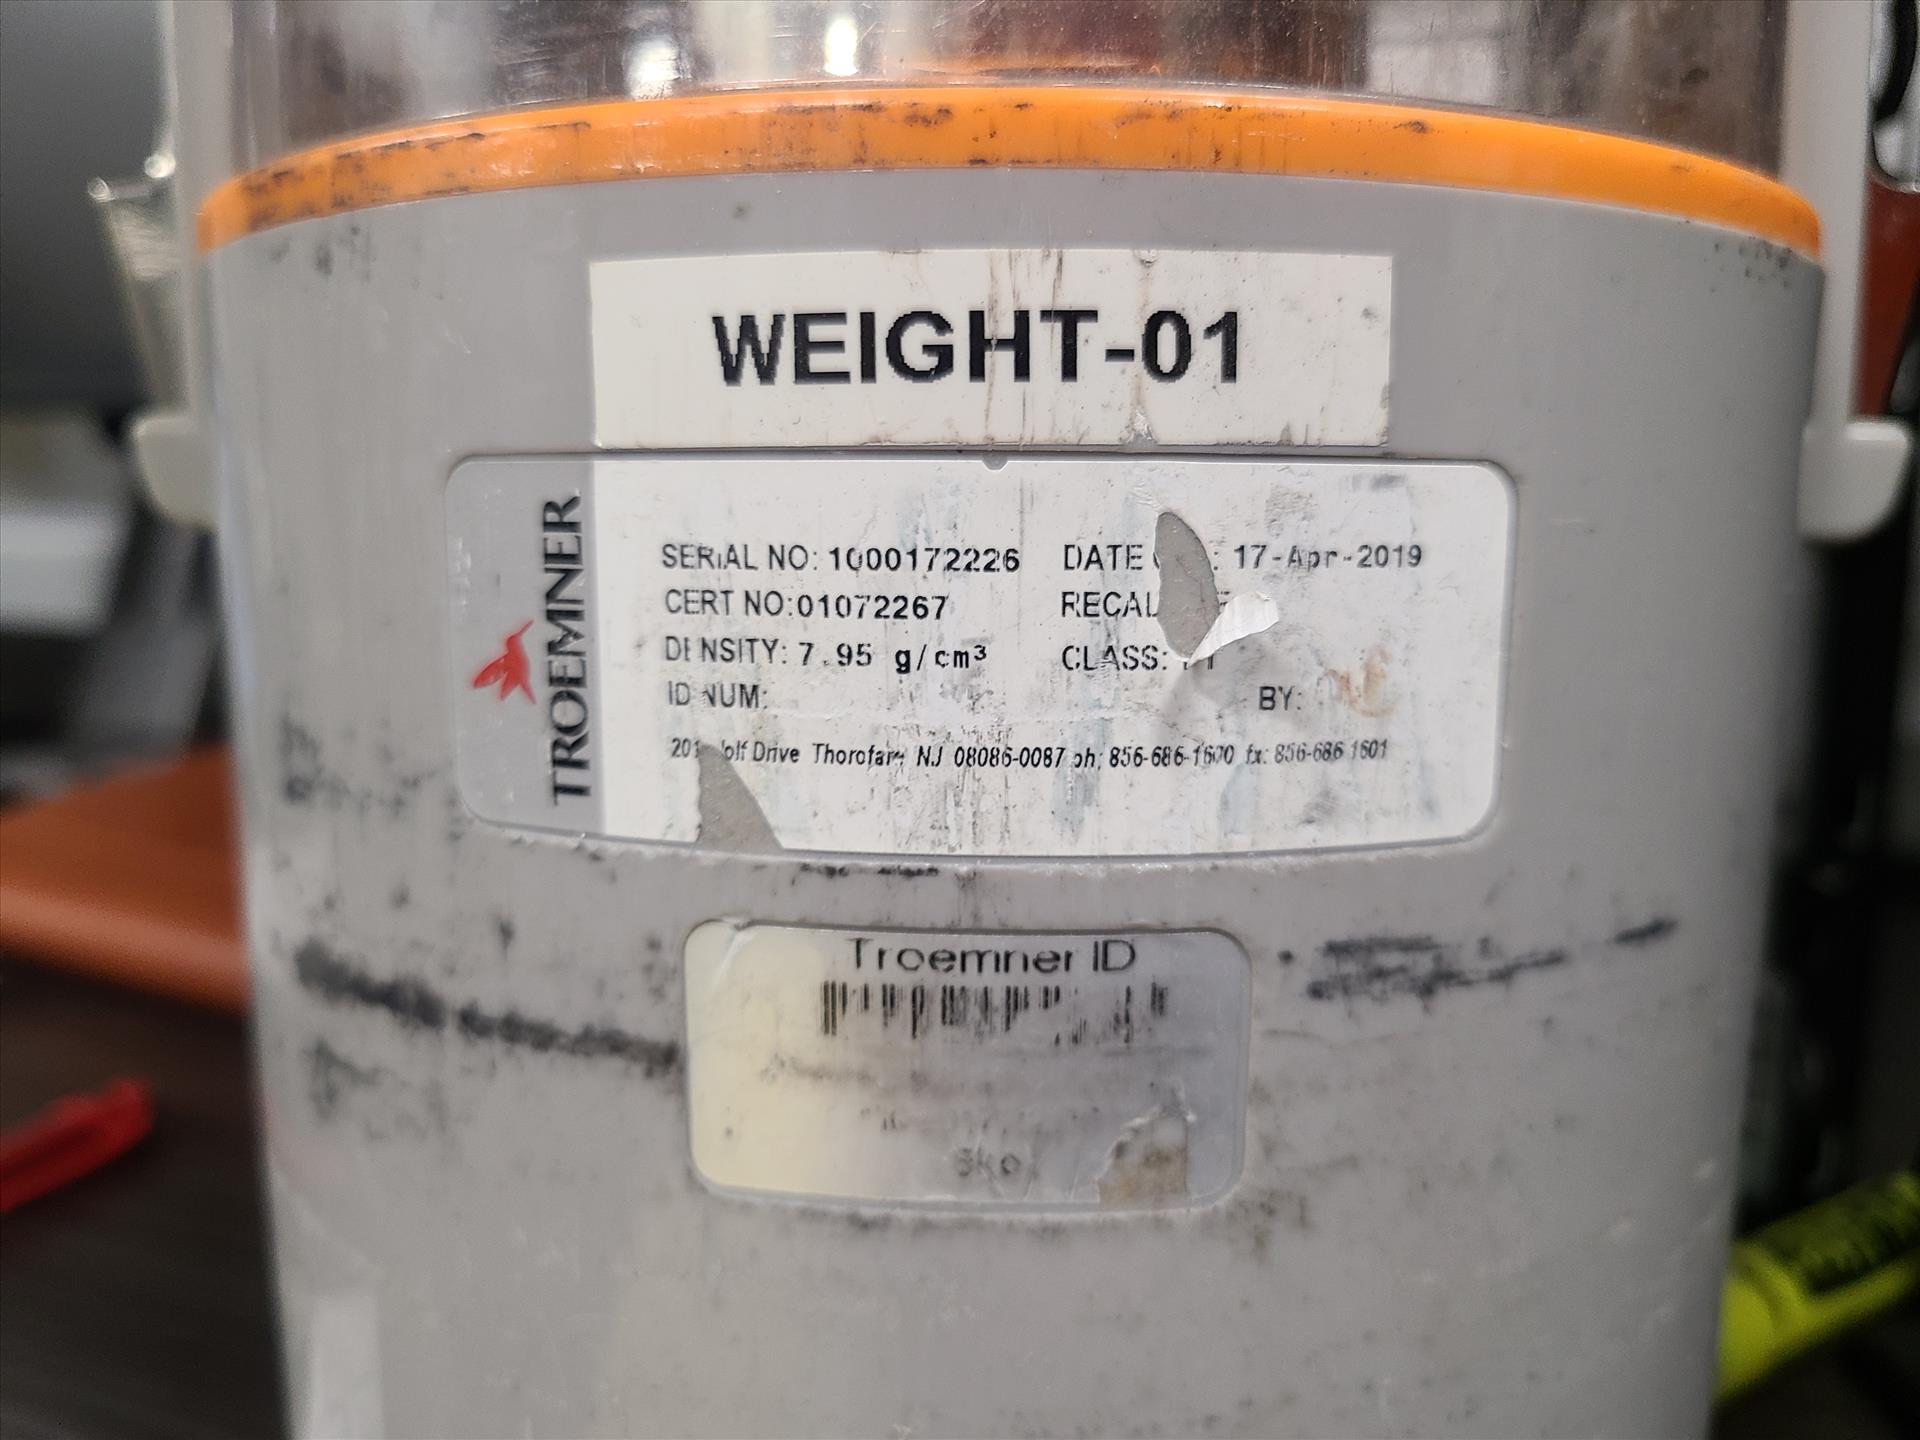 WEIGHT-01
TROEMNER
SERIAL NO: 1000172226 DATE : 17-Apr-2019
CERT NO: 01072267
DENSITY: 7.95 g/cm³ CLASS:
ID NUM: BY:
Drive Thorofare NJ 08086-0087 ph: 856-686-1600 fx: 856-686 1601
Troemner ID